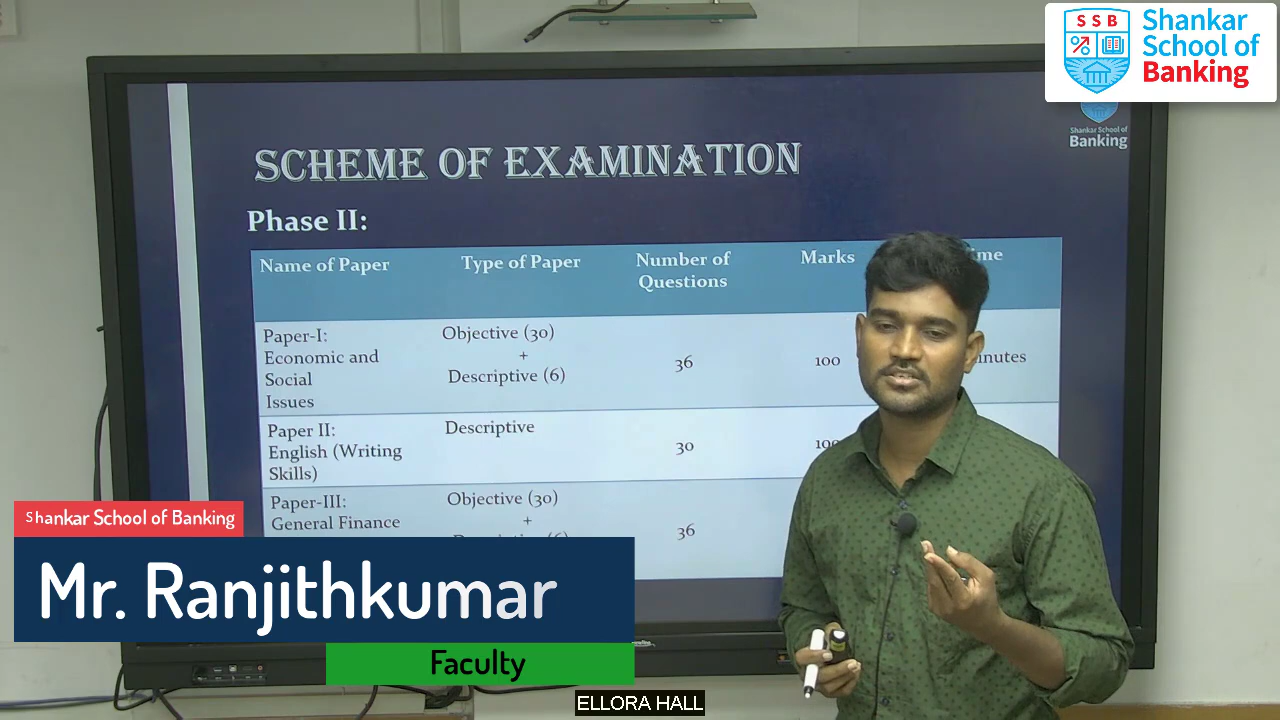 S S B
Shankar
School of
Banking
Shankar School of
Banking
SCHEME OF EXAMINATION
Phase II:
Name of Paper
Type of Paper
Number of
Questions
Marks
Paper-I:
Economic and
Social
Issues
Objective (30)
+
Descriptive (6)
36
100
Paper II:
English (Writing
Skills)
Descriptive
30
Paper-III:
General Finance
Objective (30)
+
36
Shankar School of Banking
Mr. Ranjithkumar
Faculty
ELLORA HALL